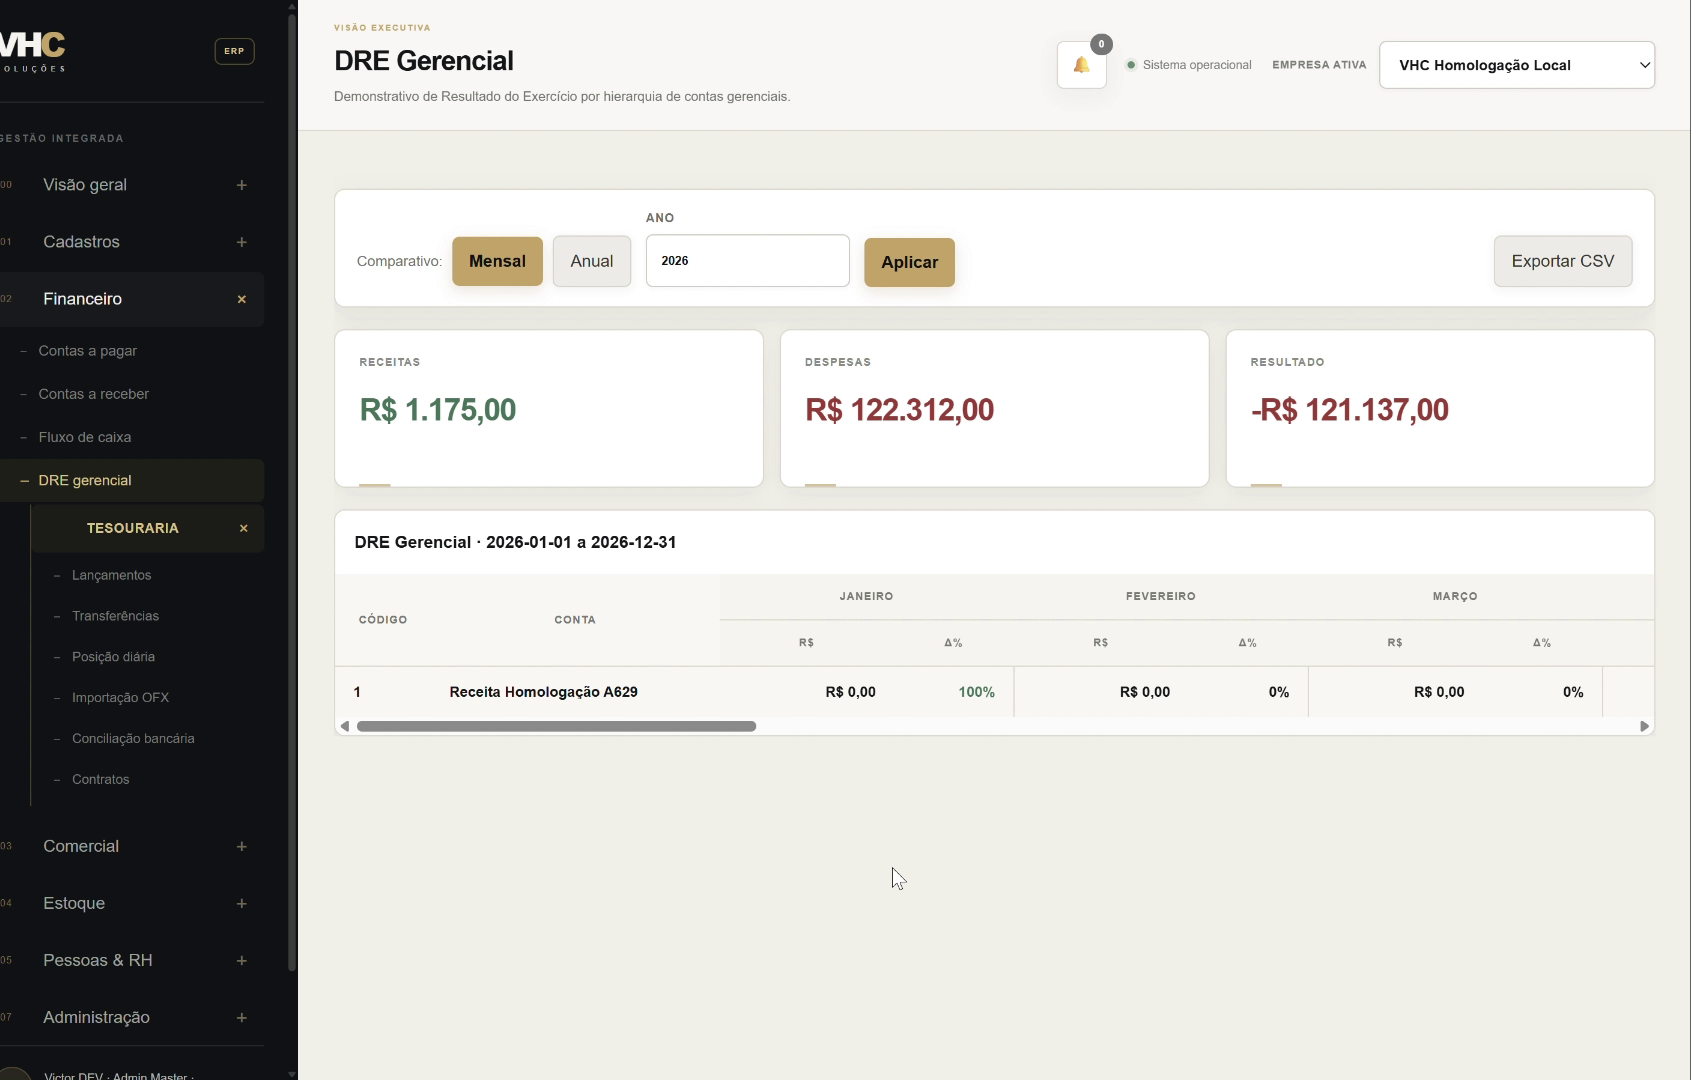 VHC
OLUÇÕES
ERP
GESTÃO INTEGRADA
00 Visão geral +
01 Cadastros +
02 Financeiro ×
– Contas a pagar
– Contas a receber
– Fluxo de caixa
– DRE gerencial
TESOURARIA ×
– Lançamentos
– Transferências
– Posição diária
– Importação OFX
– Conciliação bancária
– Contratos
03 Comercial +
04 Estoque +
05 Pessoas & RH +
07 Administração +
Victor DEV · Admin Master ·
VISÃO EXECUTIVA
DRE Gerencial
Demonstrativo de Resultado do Exercício por hierarquia de contas gerenciais.
0
Sistema operacional
EMPRESA ATIVA
VHC Homologação Local
ANO
Comparativo: Mensal Anual 2026 Aplicar Exportar CSV
RECEITAS
R$ 1.175,00
DESPESAS
R$ 122.312,00
RESULTADO
-R$ 121.137,00
DRE Gerencial · 2026-01-01 a 2026-12-31
CÓDIGO CONTA JANEIRO FEVEREIRO MARÇO
R$ Δ% R$ Δ% R$ Δ%
1 Receita Homologação A629 R$ 0,00 100% R$ 0,00 0% R$ 0,00 0%